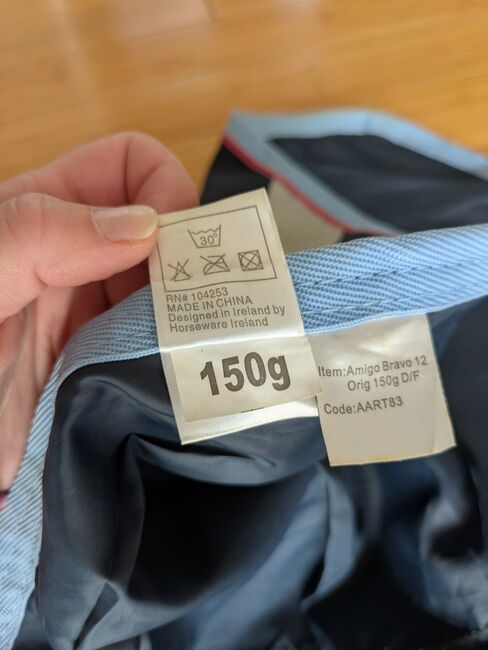 30°
RN# 104253
MADE IN CHINA
Designed in Ireland by
Horseware Ireland
150g
Item:Amigo Bravo 12
Orig 150g D/F
Code:AART83